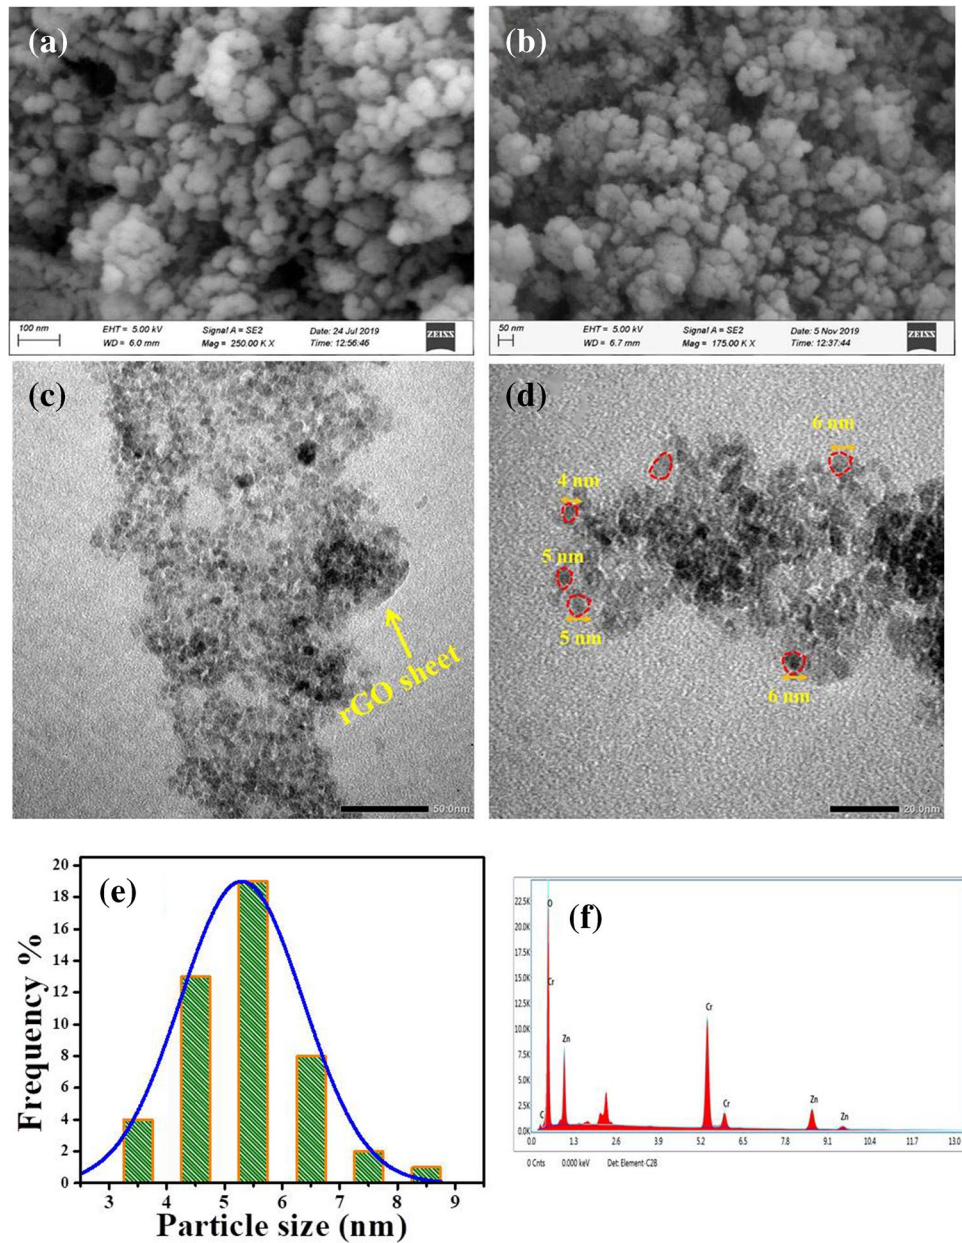 (a)
100 nm
EHT = 5.00 kV
Signal A = SE2
Date: 24 Jul 2019
WD = 6.0 mm
Mag = 250.00 K X
Time: 12:56:46
ZEISS
(b)
50 nm
EHT = 5.00 kV
Signal A = SE2
Date: 5 Nov 2019
WD = 6.7 mm
Mag = 175.00 K X
Time: 12:37:44
ZEISS
(c)
rGO sheet
50.0nm
(d)
6 nm
4 nm
5 nm
5 nm
6 nm
20.0nm
(e)
20
18
16
14
12
10
8
6
4
2
0
Frequency %
3 4 5 6 7 8 9
Particle size (nm)
(f)
22.5K
20.0K
17.5K
15.0K
12.5K
10.0K
7.5K
5.0K
2.5K
0.0K
O
Cr
Zn
C
Cr
Cr
Zn
Zn
0.0 1.3 2.6 3.9 5.2 6.5 7.8 9.1 10.4 11.7 13.0
0 Cnts 0.000 keV Det: Element-C2B